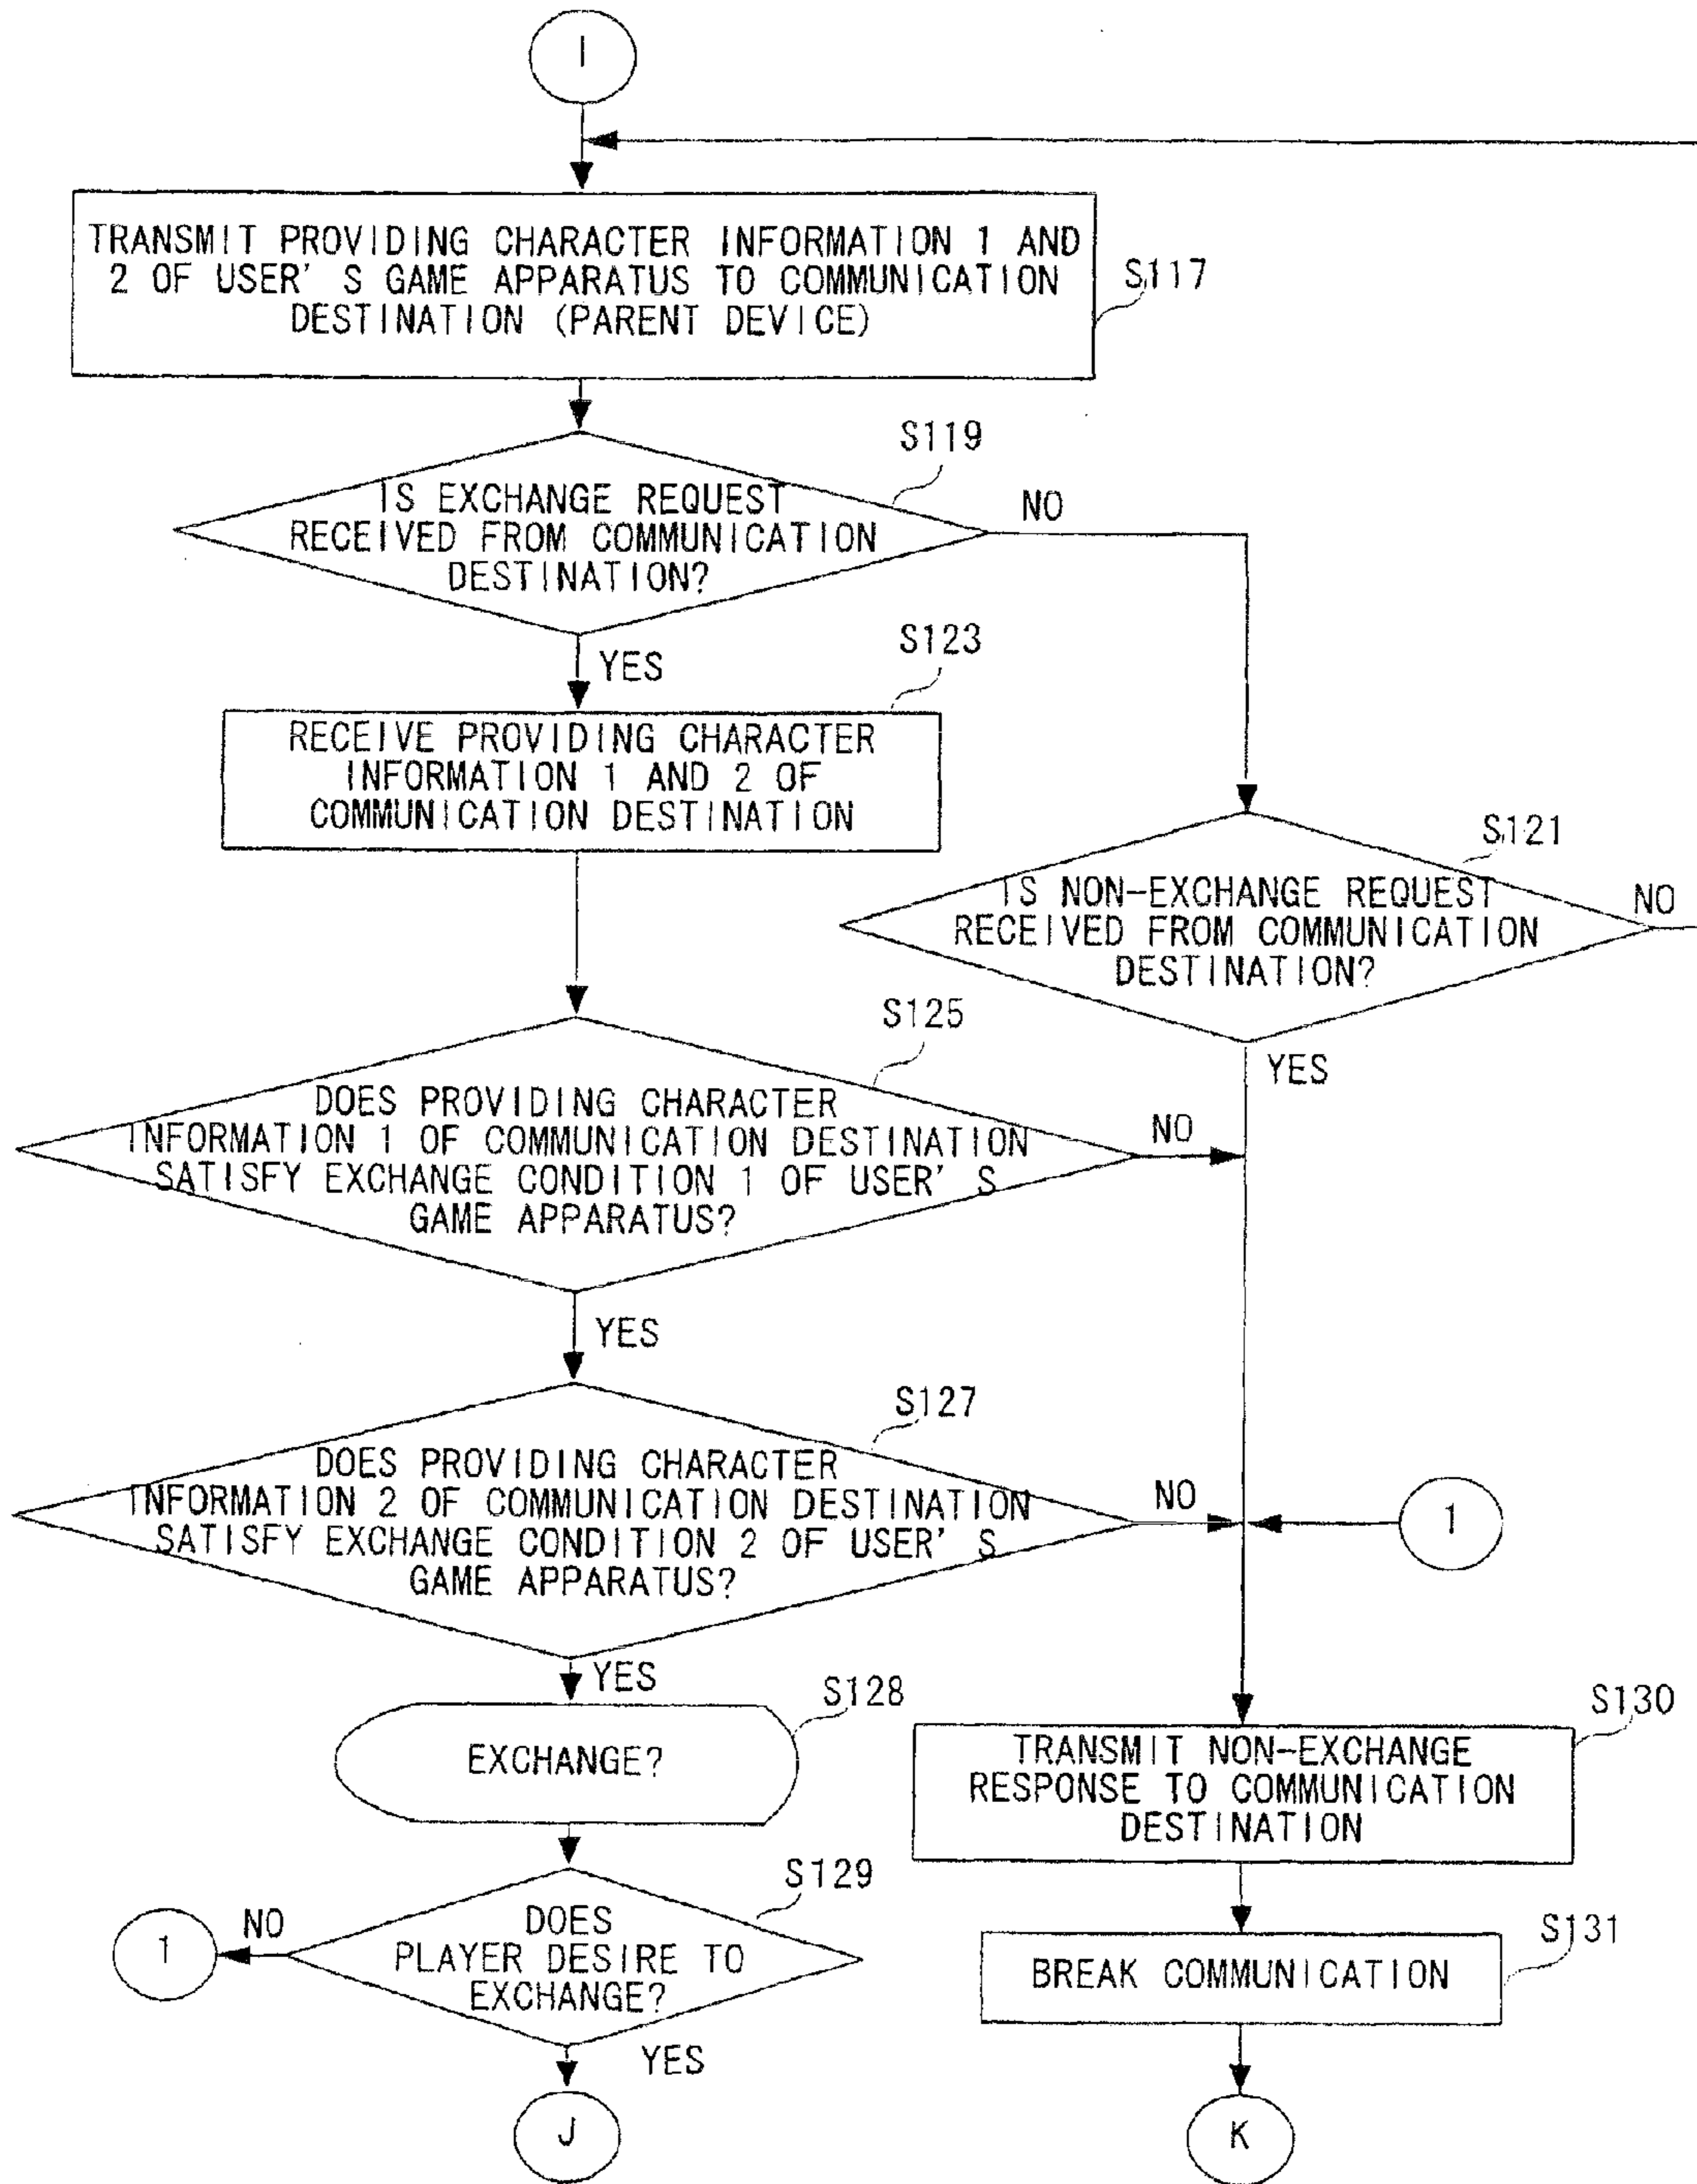 I
TRANSMIT PROVIDING CHARACTER INFORMATION 1 AND
2 OF USER' S GAME APPARATUS TO COMMUNICATION
DESTINATION (PARENT DEVICE)
S117
S119
IS EXCHANGE REQUEST
RECEIVED FROM COMMUNICATION
DESTINATION?
NO
YES
S123
RECEIVE PROVIDING CHARACTER
INFORMATION 1 AND 2 OF
COMMUNICATION DESTINATION
S121
IS NON-EXCHANGE REQUEST
RECEIVED FROM COMMUNICATION
DESTINATION?
NO
YES
S125
DOES PROVIDING CHARACTER
INFORMATION 1 OF COMMUNICATION DESTINATION
SATISFY EXCHANGE CONDITION 1 OF USER' S
GAME APPARATUS?
NO
YES
S127
DOES PROVIDING CHARACTER
INFORMATION 2 OF COMMUNICATION DESTINATION
SATISFY EXCHANGE CONDITION 2 OF USER' S
GAME APPARATUS?
NO
1
YES
S128
EXCHANGE?
S130
TRANSMIT NON-EXCHANGE
RESPONSE TO COMMUNICATION
DESTINATION
S129
DOES
PLAYER DESIRE TO
EXCHANGE?
NO
1
YES
S131
BREAK COMMUNICATION
J
K